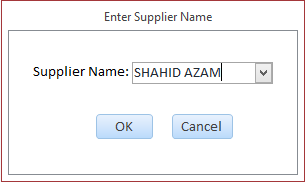 Enter Supplier Name
Supplier Name: SHAHID AZAM
OK Cancel